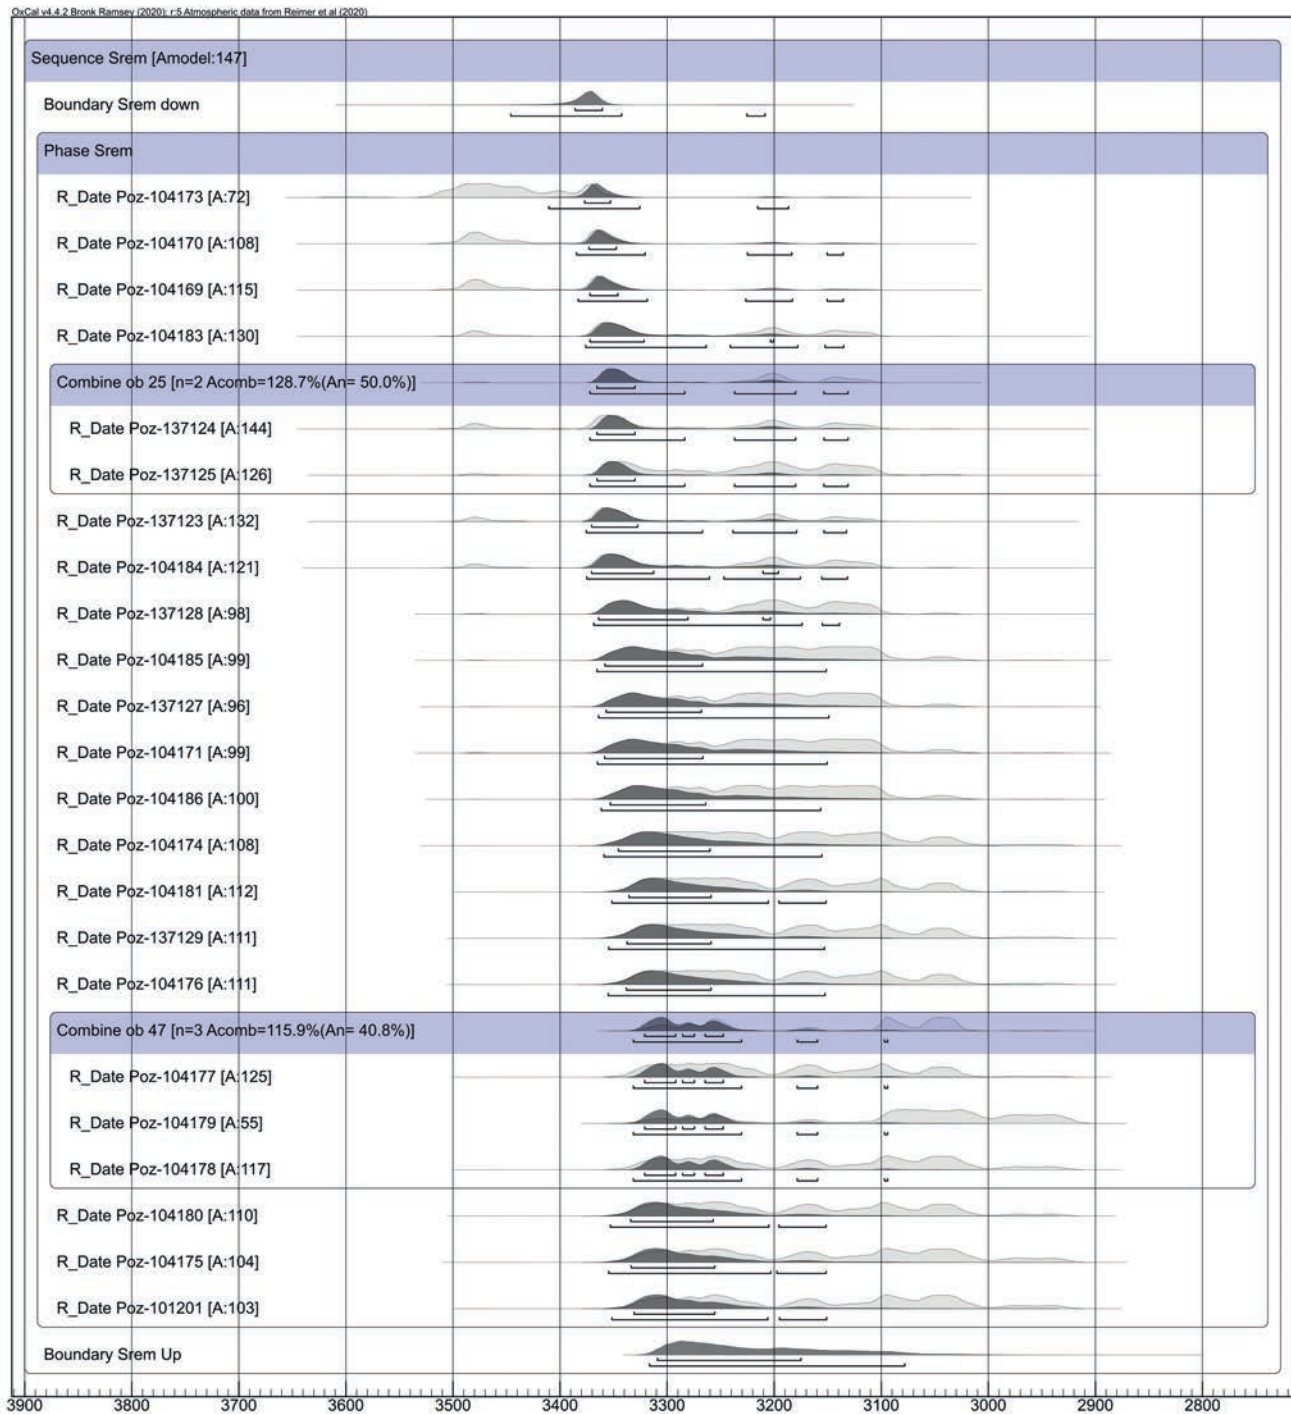 OxCal v4.4.2 Bronk Ramsey (2020); r:5 Atmospheric data from Reimer et al (2020)
Sequence Srem [Amodel:147]
Boundary Srem down
Phase Srem
R_Date Poz-104173 [A:72]
R_Date Poz-104170 [A:108]
R_Date Poz-104169 [A:115]
R_Date Poz-104183 [A:130]
Combine ob 25 [n=2 Acomb=128.7%(An= 50.0%)]
R_Date Poz-137124 [A:144]
R_Date Poz-137125 [A:126]
R_Date Poz-137123 [A:132]
R_Date Poz-104184 [A:121]
R_Date Poz-137128 [A:98]
R_Date Poz-104185 [A:99]
R_Date Poz-137127 [A:96]
R_Date Poz-104171 [A:99]
R_Date Poz-104186 [A:100]
R_Date Poz-104174 [A:108]
R_Date Poz-104181 [A:112]
R_Date Poz-137129 [A:111]
R_Date Poz-104176 [A:111]
Combine ob 47 [n=3 Acomb=115.9%(An= 40.8%)]
R_Date Poz-104177 [A:125]
R_Date Poz-104179 [A:55]
R_Date Poz-104178 [A:117]
R_Date Poz-104180 [A:110]
R_Date Poz-104175 [A:104]
R_Date Poz-101201 [A:103]
Boundary Srem Up
3900 3800 3700 3600 3500 3400 3300 3200 3100 3000 2900 2800